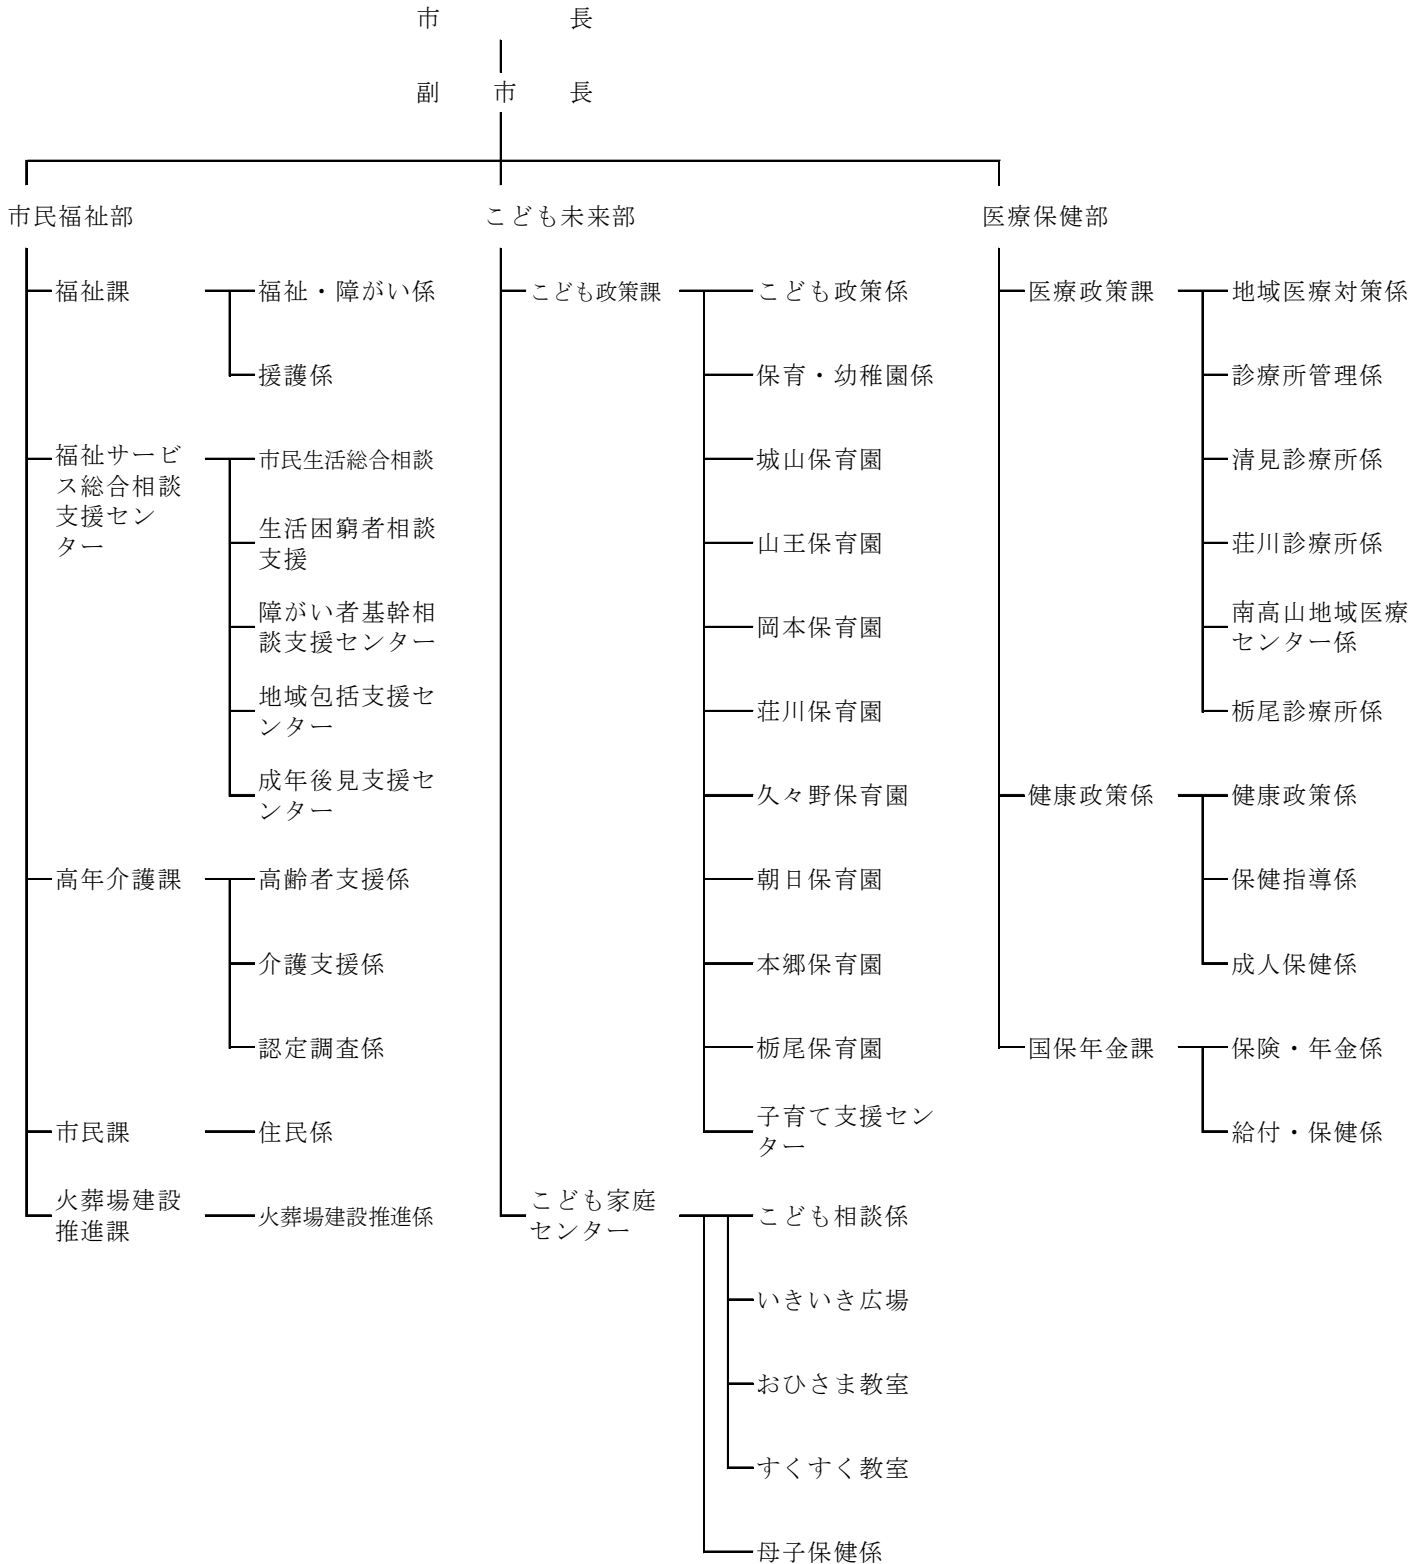 市長
副市長
市民福祉部
福祉課
福祉・障がい係
援護係
福祉サービ
ス総合相談
支援セン
ター
市民生活総合相談
生活困窮者相談
支援
障がい者基幹相
談支援センター
地域包括支援セ
ンター
成年後見支援セ
ンター
高年介護課
高齢者支援係
介護支援係
認定調査係
市民課
住民係
火葬場建設
推進課
火葬場建設推進係
こども未来部
こども政策課
こども政策係
保育・幼稚園係
城山保育園
山王保育園
岡本保育園
荘川保育園
久々野保育園
朝日保育園
本郷保育園
栃尾保育園
子育て支援セン
ター
こども家庭
センター
こども相談係
いきいき広場
おひさま教室
すくすく教室
母子保健係
医療保健部
医療政策課
地域医療対策係
診療所管理係
清見診療所係
荘川診療所係
南高山地域医療
センター係
栃尾診療所係
健康政策係
健康政策係
保健指導係
成人保健係
国保年金課
保険・年金係
給付・保健係